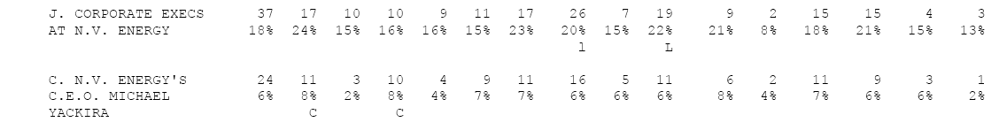 J. CORPORATE EXECS 37 17 10 10 9 11 17 26 7 19 9 2 15 15 4 3
AT N.V. ENERGY 18% 24% 15% 16% 16% 15% 23% 20% 15% 22% 21% 8% 18% 21% 15% 13%
l L
C. N.V. ENERGY'S 24 11 3 10 4 9 11 16 5 11 6 2 11 9 3 1
C.E.O. MICHAEL 6% 8% 2% 8% 4% 7% 7% 6% 6% 6% 8% 4% 7% 6% 6% 2%
YACKIRA C C